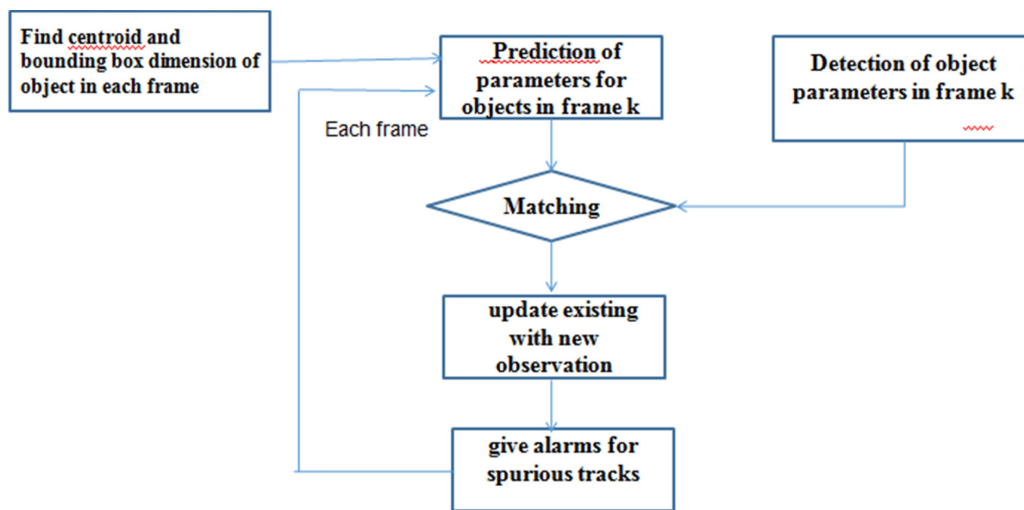 Find centroid and
bounding box dimension of
object in each frame
Prediction of
parameters for
objects in frame k
Detection of object
parameters in frame k
Each frame
Matching
update existing
with new
observation
give alarms for
spurious tracks